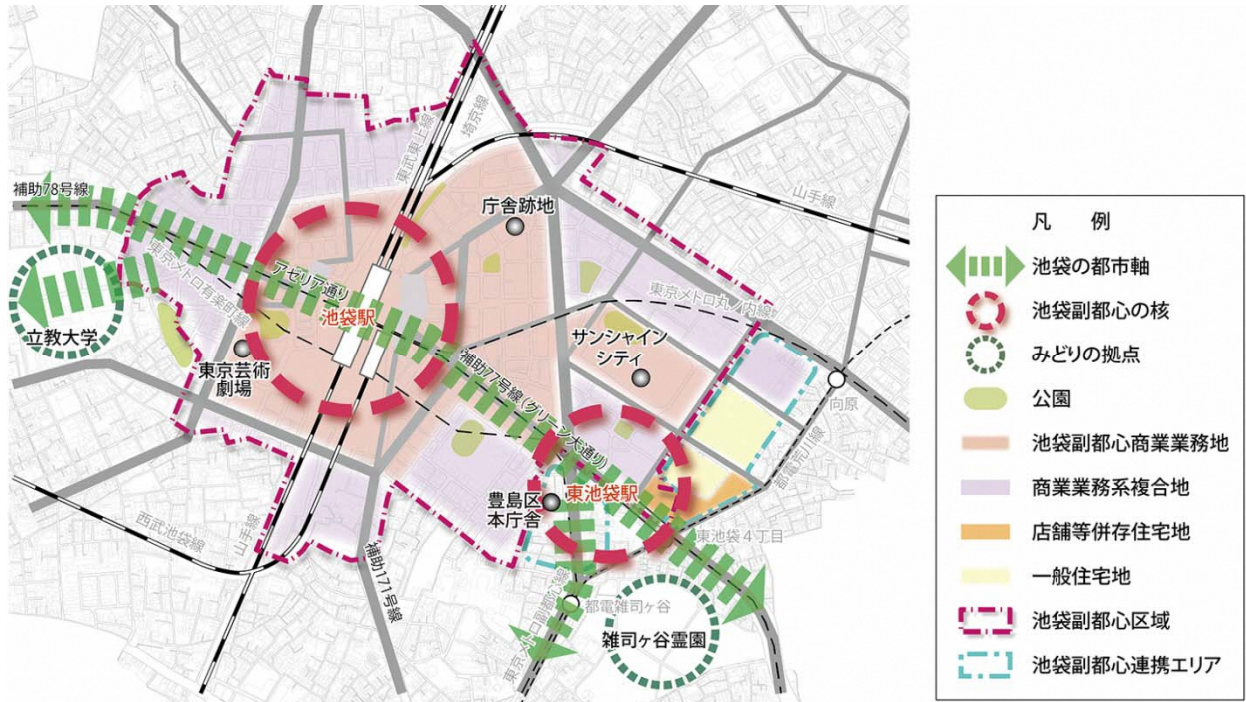 東武東上線
埼京線
山手線
補助78号線
庁舎跡地
東京メトロ有楽町線
アゼリア通り
池袋駅
東京メトロ丸ノ内線
立教大学
東京芸術
劇場
サンシャイン
シティ
補助77号線(グリーン大通り)
向原
都電荒川線
豊島区
本庁舎
東池袋駅
東池袋4丁目
西武池袋線
山手線
補助171号線
東京メトロ副都心線
都電雑司ヶ谷
雑司ヶ谷霊園
凡 例
池袋の都市軸
池袋副都心の核
みどりの拠点
公園
池袋副都心商業業務地
商業業務系複合地
店舗等併存住宅地
一般住宅地
池袋副都心区域
池袋副都心連携エリア